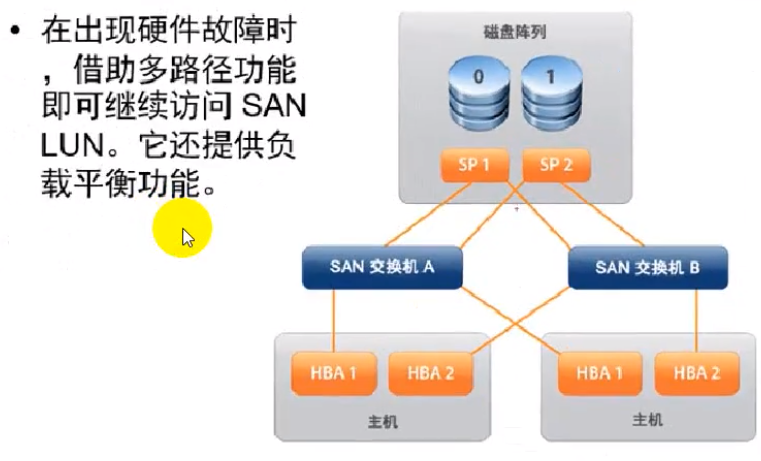 • 在出现硬件故障时
，借助多路径功能
即可继续访问 SAN
LUN。它还提供负
载平衡功能。
磁盘阵列
0 1
SP 1 SP 2
SAN 交换机 A SAN 交换机 B
HBA 1 HBA 2 HBA 1 HBA 2
主机 主机